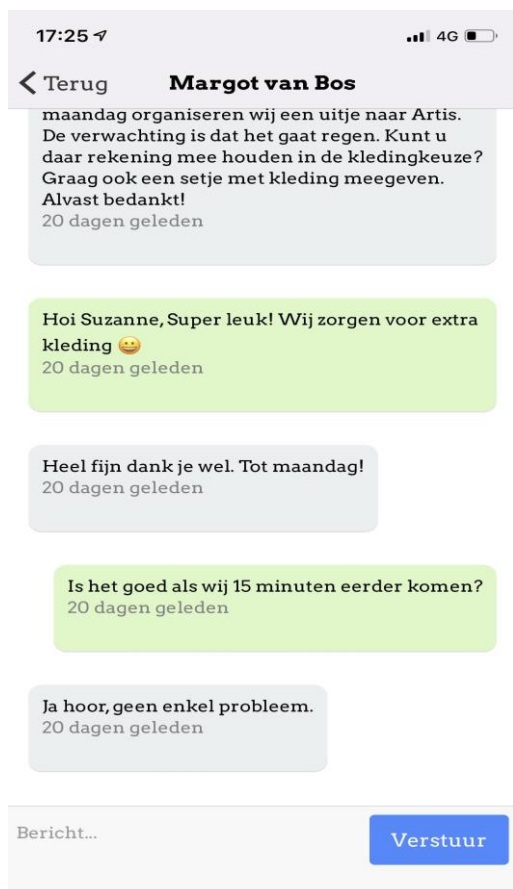 17:25
4G
Terug
Margot van Bos
maandag organiseren wij een uitje naar Artis.
De verwachting is dat het gaat regen. Kunt u
daar rekening mee houden in de kledingkeuze?
Graag ook een setje met kleding meegeven.
Alvast bedankt!
20 dagen geleden
Hoi Suzanne, Super leuk! Wij zorgen voor extra
kleding 😀
20 dagen geleden
Heel fijn dank je wel. Tot maandag!
20 dagen geleden
Is het goed als wij 15 minuten eerder komen?
20 dagen geleden
Ja hoor, geen enkel probleem.
20 dagen geleden
Bericht...
Verstuur